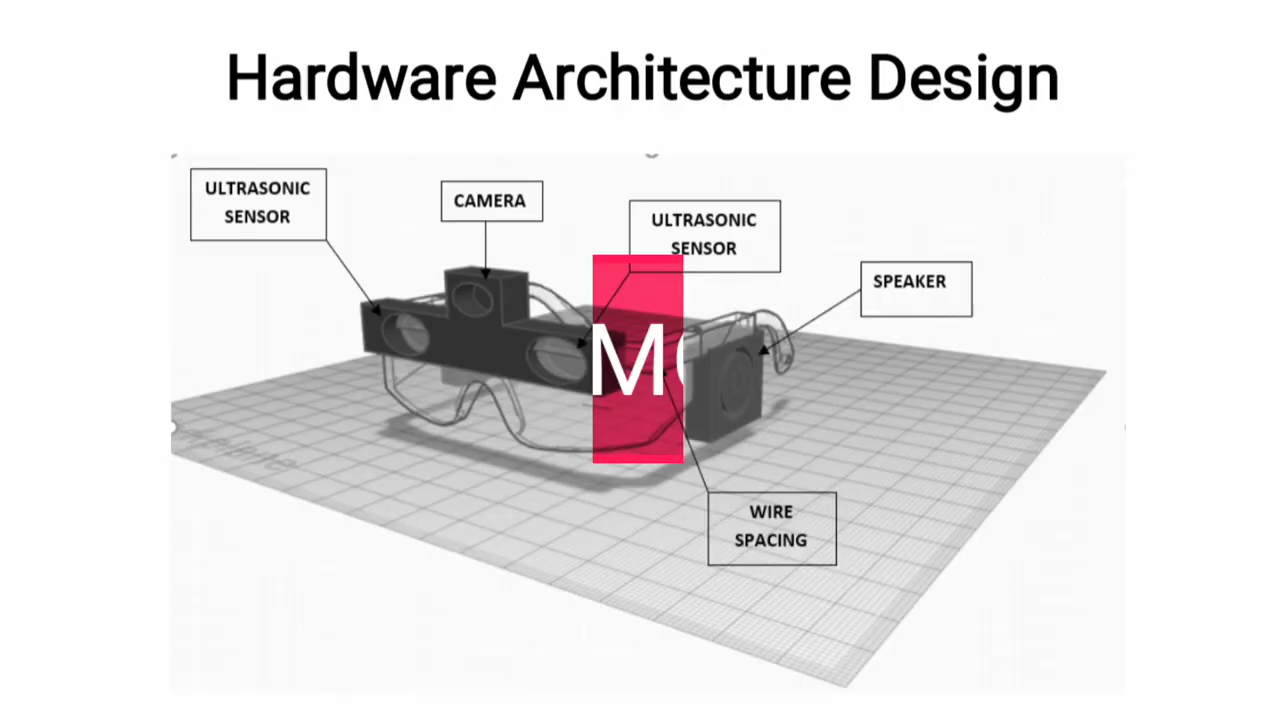 Hardware Architecture Design
ULTRASONIC
SENSOR
CAMERA
ULTRASONIC
SENSOR
SPEAKER
M
WIRE
SPACING